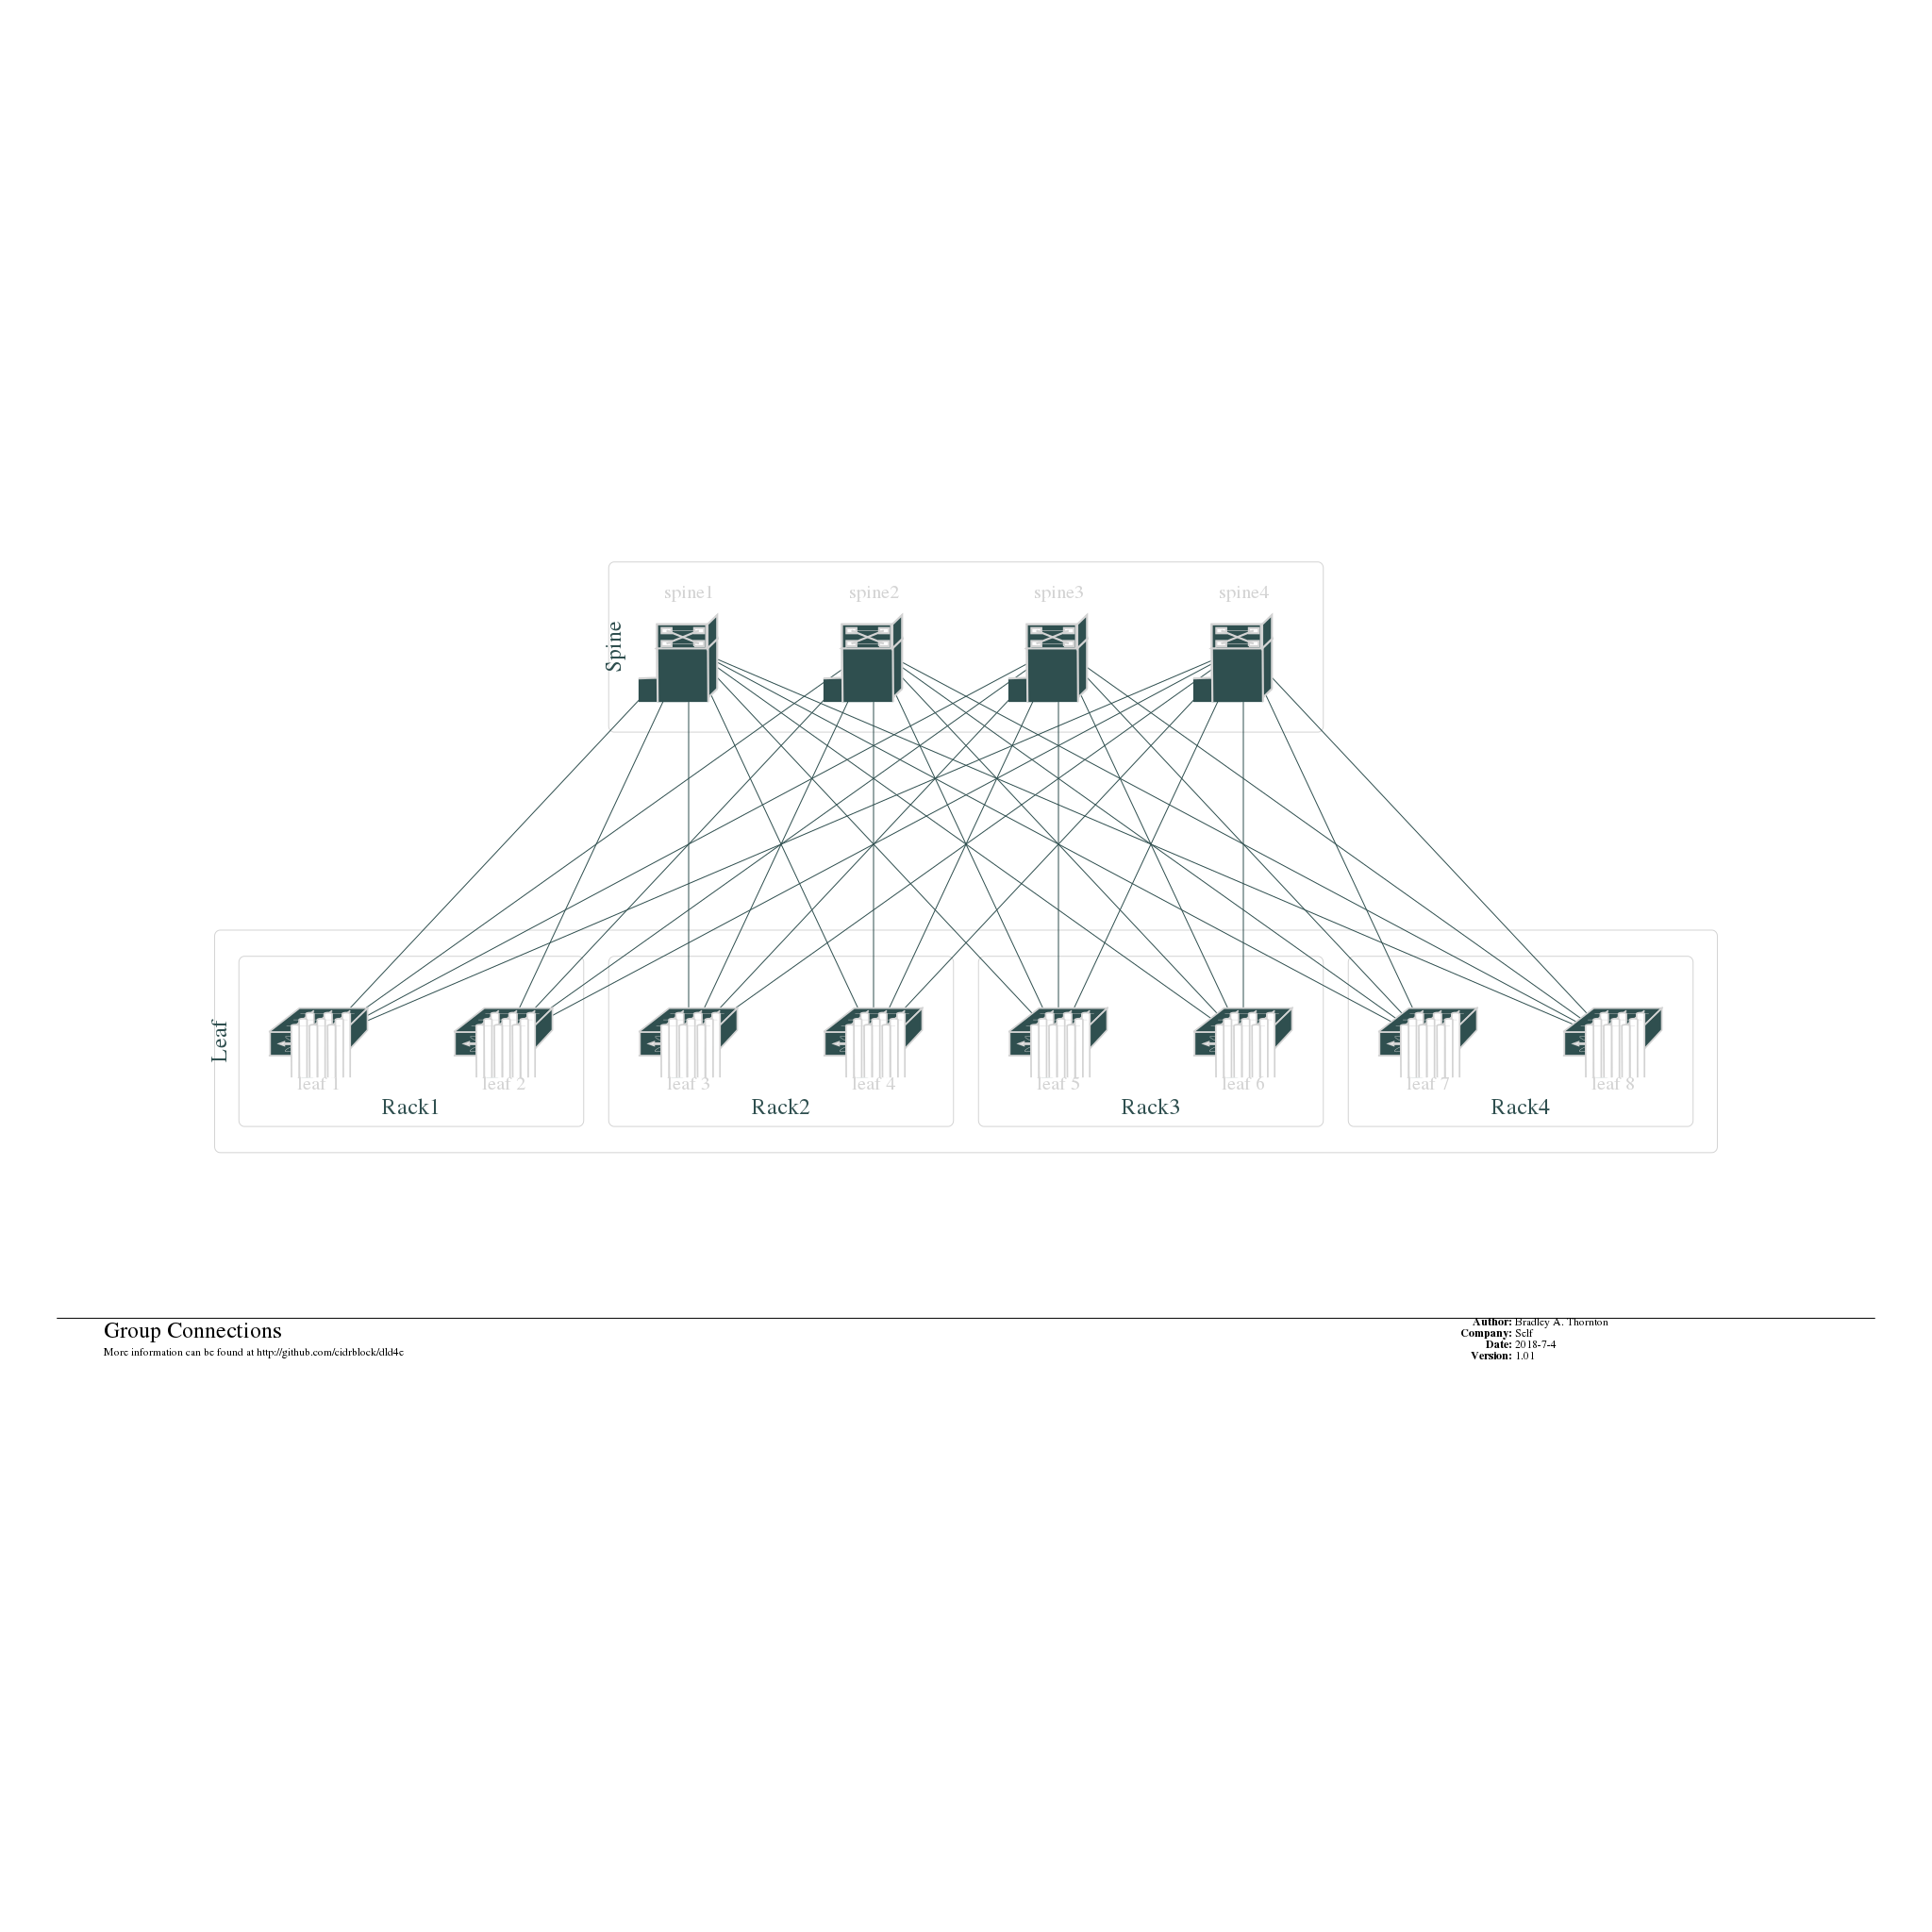 spine1 spine2 spine3 spine4
Spine
Leaf
leaf 1 leaf 2 leaf 3 leaf 4 leaf 5 leaf 6 leaf 7 leaf 8
Rack1 Rack2 Rack3 Rack4
Group Connections
More information can be found at http://github.com/cidrblock/dld4e
Author: Bradley A. Thornton
Company: Self
Date: 2018-7-4
Version: 1.01